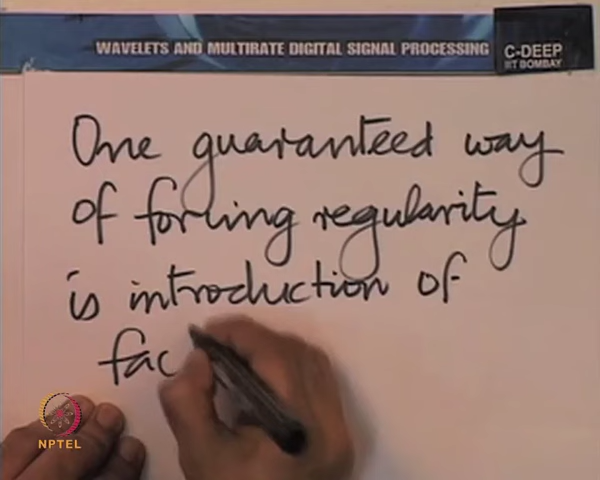 WAVELETS AND MULTIRATE DIGITAL SIGNAL PROCESSING
C-DEEP
IIT BOMBAY
One guaranteed way
of forcing regularity
is introduction of
fac
NPTEL